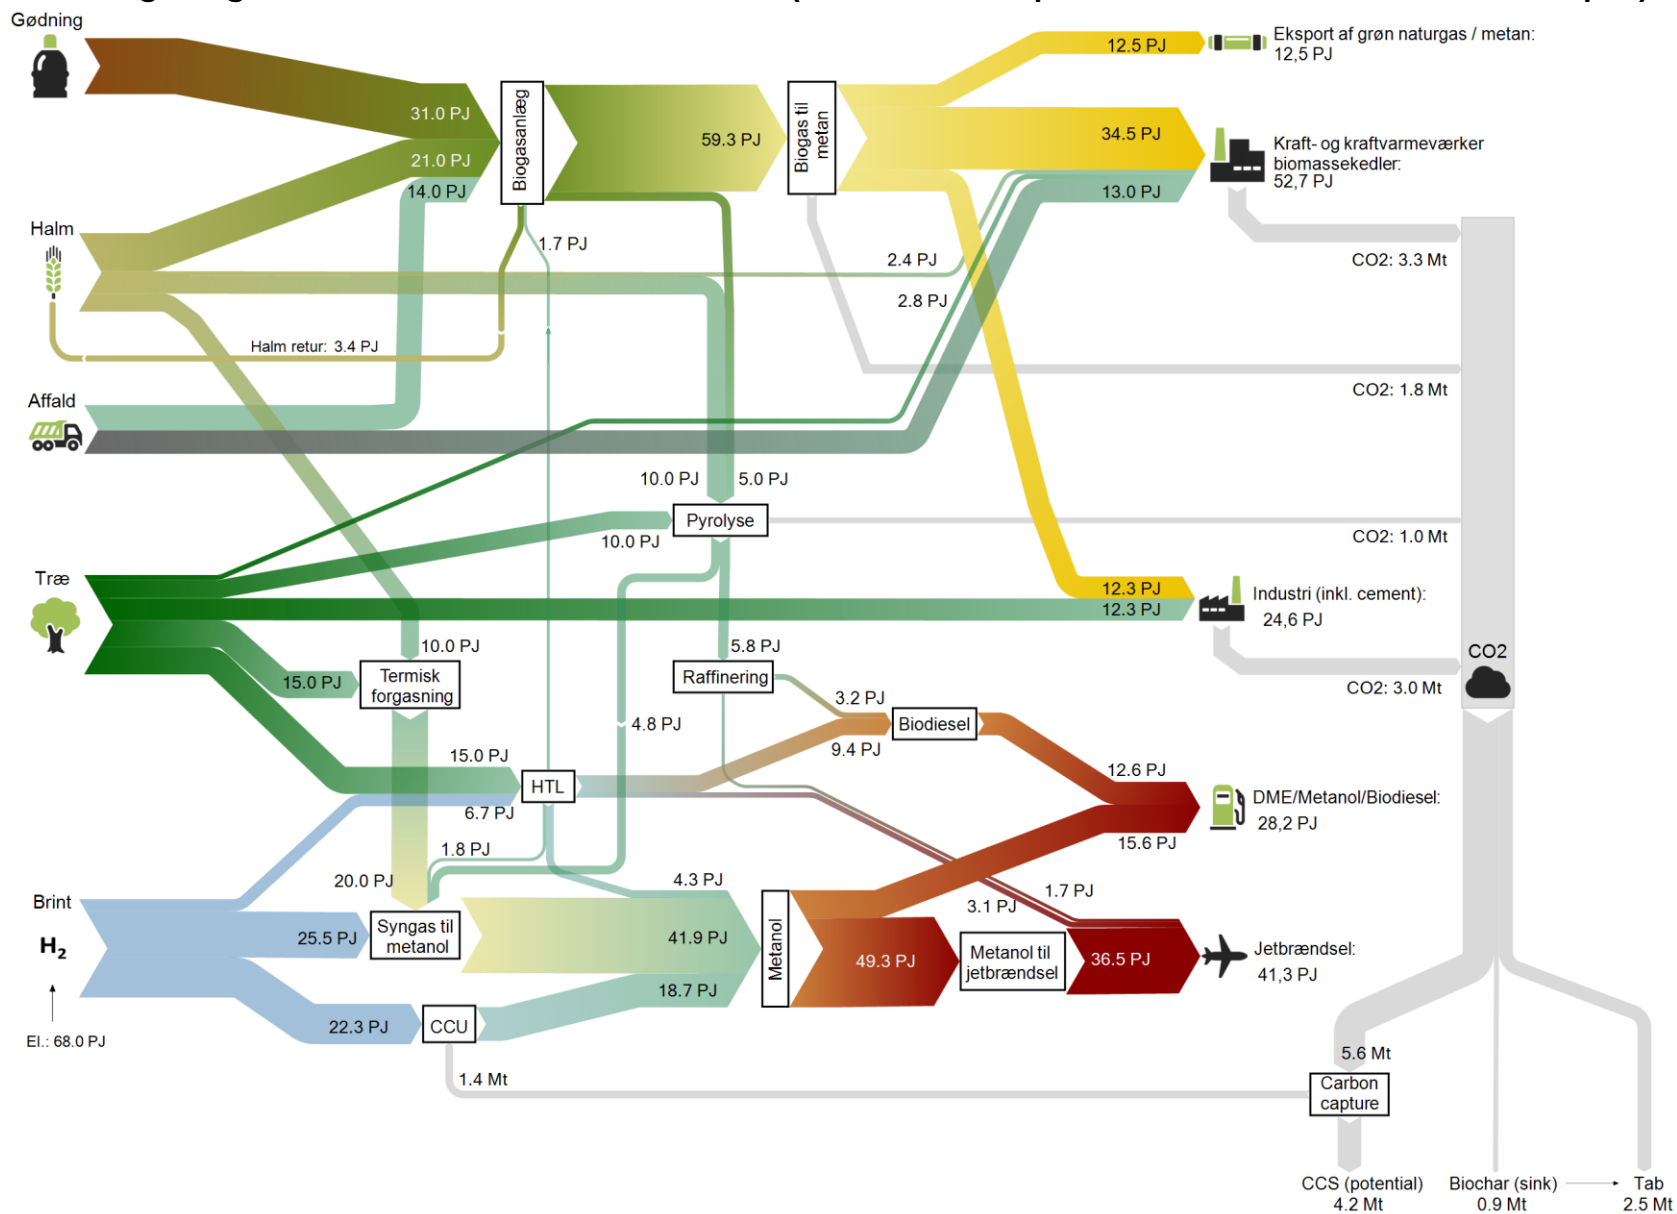 Gødning
12.5 PJ
Eksport af grøn naturgas / metan:
12,5 PJ
31.0 PJ
Biogasanlæg
59.3 PJ
Biogas til
metan
34.5 PJ
Kraft- og kraftvarmeværker
biomassekedler:
52,7 PJ
21.0 PJ
14.0 PJ
13.0 PJ
Halm
1.7 PJ
2.4 PJ
CO2: 3.3 Mt
2.8 PJ
Halm retur: 3.4 PJ
CO2: 1.8 Mt
Affald
10.0 PJ
5.0 PJ
Pyrolyse
10.0 PJ
CO2: 1.0 Mt
Træ
12.3 PJ
12.3 PJ
Industri (inkl. cement):
24,6 PJ
10.0 PJ
5.8 PJ
CO2
15.0 PJ
Termisk
forgasning
Raffinering
CO2: 3.0 Mt
3.2 PJ
4.8 PJ
Biodiesel
9.4 PJ
15.0 PJ
HTL
12.6 PJ
6.7 PJ
DME/Metanol/Biodiesel:
28,2 PJ
15.6 PJ
1.8 PJ
20.0 PJ
4.3 PJ
1.7 PJ
3.1 PJ
Brint
H₂
25.5 PJ
Syngas til
metanol
41.9 PJ
Metanol
49.3 PJ
Metanol til
jetbrændsel
36.5 PJ
Jetbrændsel:
41,3 PJ
18.7 PJ
22.3 PJ
CCU
El.: 68.0 PJ
1.4 Mt
5.6 Mt
Carbon
capture
CCS (potential)
4.2 Mt
Biochar (sink)
0.9 Mt
Tab
2.5 Mt